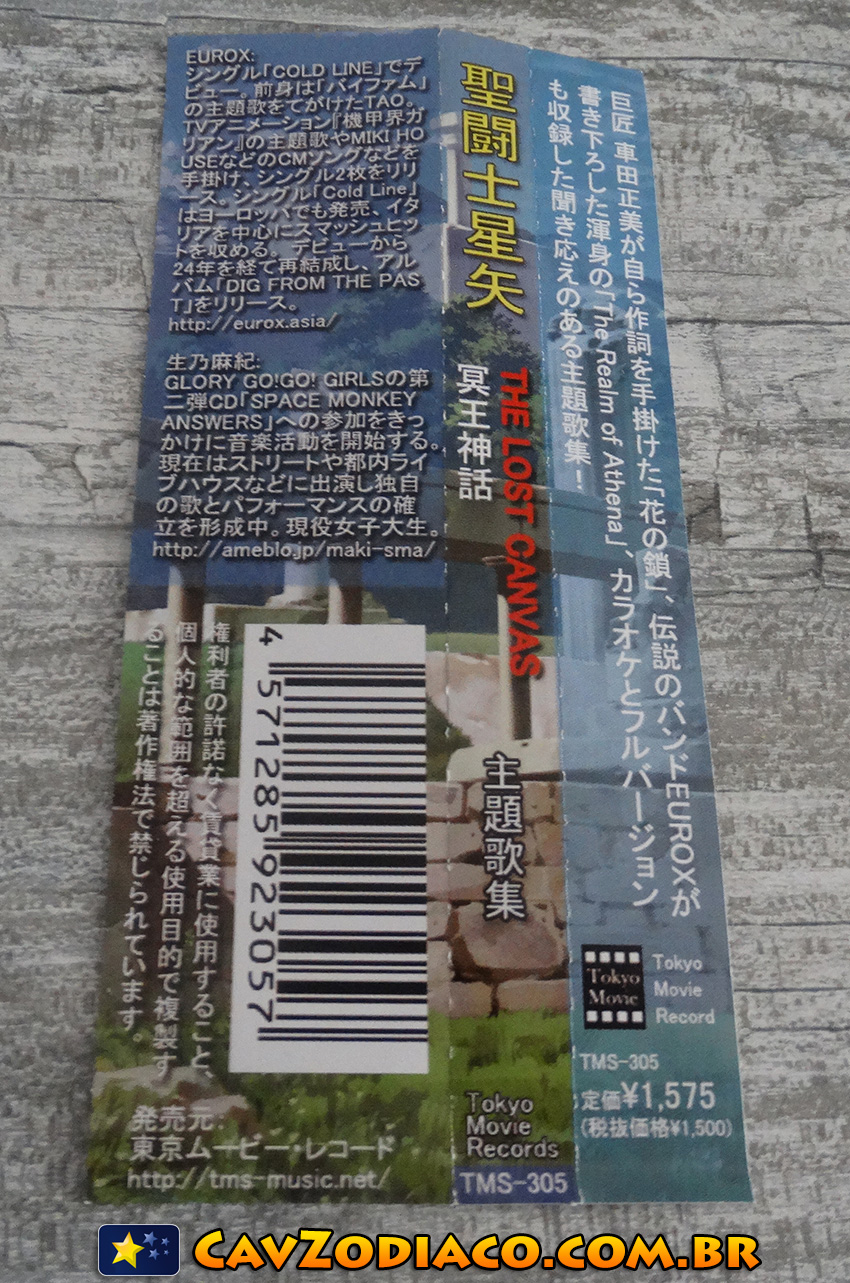 EUROX:
シングル「COLD LINE」でデ
ビュー。前身は「バイファム」
の主題歌をてがけたTAO。
TVアニメーション『機甲界ガ
リアン』の主題歌やMIKI HO
USEなどのCMソングなどを
手掛け、シングル2枚をリリ
ース。シングル「Cold Line」
はヨーロッパでも発売、イタ
リアを中心にスマッシュヒッ
トを収める。デビューから
24年を経て再結成し、アル
バム「DIG FROM THE PAS
T」をリリース。
http://eurox.asia/
生乃麻紀:
GLORY GO!GO! GIRLSの第
二弾CD「SPACE MONKEY
ANSWERS」への参加をきっ
かけに音楽活動を開始する。
現在はストリートや都内ライ
ブハウスなどに出演し独自
の歌とパフォーマンスの確
立を形成中。現役女子大生。
http://ameblo.jp/maki-sma/
権利者の許諾なく賃貸業に使用すること、
個人的な範囲を超える使用目的で複製す
ることは著作権法で禁じられています。
4 571285 923057
発売元:
東京ムービー・レコード
http://tms-music.net/
聖闘士星矢
THE LOST CANVAS
冥王神話
主題歌集
Tokyo
Movie
Records
TMS-305
巨匠 車田正美が自ら作詞を手掛けた「花の鎖」、伝説のバンドEUROXが
書き下ろした渾身の「The Realm of Athena」、カラオケとフルバージョン
も収録した聞き応えのある主題歌集!
Tokyo
Movie
Tokyo
Movie
Record
TMS-305
定価¥1,575
(税抜価格¥1,500)
CAVZODIACO.COM.BR